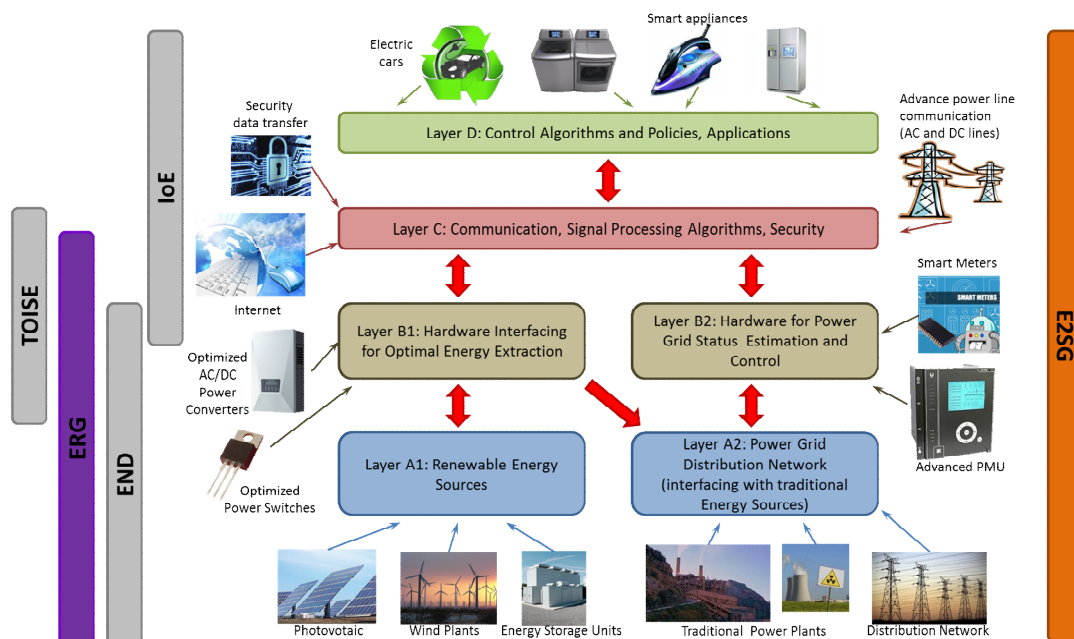 Smart appliances
Electric
cars
Security
data transfer
Advance power line
communication
(AC and DC lines)
Layer D: Control Algorithms and Policies, Applications
IoE
Layer C: Communication, Signal Processing Algorithms, Security
TOISE
Internet
Smart Meters
SMART METERS
E2SG
Layer B1: Hardware Interfacing
for Optimal Energy Extraction
Layer B2: Hardware for Power
Grid Status Estimation and
Control
Optimized
AC/DC
Power
Converters
ERG
END
Layer A1: Renewable Energy
Sources
Layer A2: Power Grid
Distribution Network
(interfacing with traditional
Energy Sources)
Advanced PMU
Optimized
Power Switches
Photovotaic
Wind Plants
Energy Storage Units
Traditional Power Plants
Distribution Network